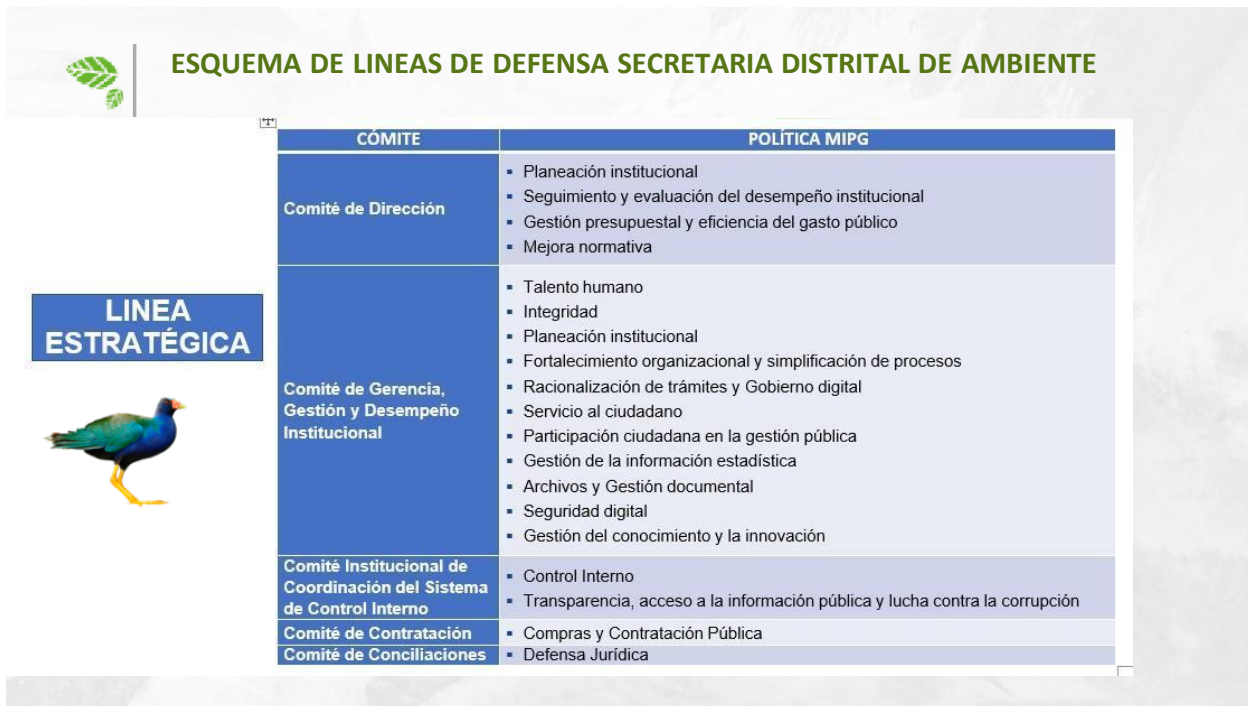 ESQUEMA DE LINEAS DE DEFENSA SECRETARIA DISTRITAL DE AMBIENTE
LINEA
ESTRATÉGICA
CÓMITE
POLÍTICA MIPG
Comité de Dirección
▪ Planeación institucional
▪ Seguimiento y evaluación del desempeño institucional
▪ Gestión presupuestal y eficiencia del gasto público
▪ Mejora normativa
Comité de Gerencia,
Gestión y Desempeño
Institucional
▪ Talento humano
▪ Integridad
▪ Planeación institucional
▪ Fortalecimiento organizacional y simplificación de procesos
▪ Racionalización de trámites y Gobierno digital
▪ Servicio al ciudadano
▪ Participación ciudadana en la gestión pública
▪ Gestión de la información estadística
▪ Archivos y Gestión documental
▪ Seguridad digital
▪ Gestión del conocimiento y la innovación
Comité Institucional de
Coordinación del Sistema
de Control Interno
▪ Control Interno
▪ Transparencia, acceso a la información pública y lucha contra la corrupción
Comité de Contratación
▪ Compras y Contratación Pública
Comité de Conciliaciones
▪ Defensa Jurídica